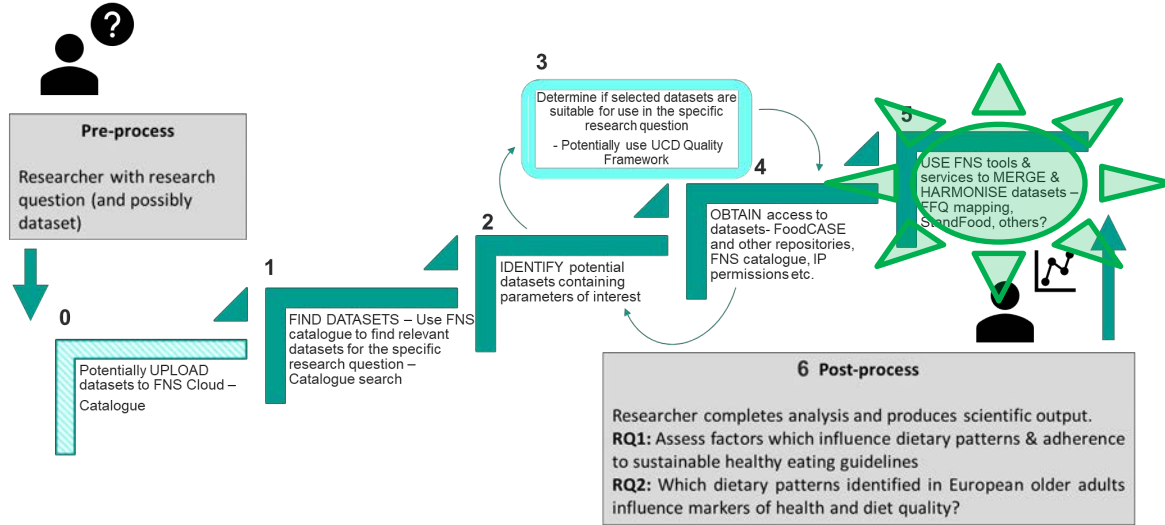 ?
Pre-process
Researcher with research
question (and possibly
dataset)
0
Potentially UPLOAD
datasets to FNS Cloud –
Catalogue
1
FIND DATASETS – Use FNS
catalogue to find relevant
datasets for the specific
research question –
Catalogue search
2
IDENTIFY potential
datasets containing
parameters of interest
3
Determine if selected datasets are
suitable for use in the specific
research question
- Potentially use UCD Quality
Framework
4
OBTAIN access to
datasets- FoodCASE
and other repositories,
FNS catalogue, IP
permissions etc.
5
USE FNS tools &
services to MERGE &
HARMONISE datasets –
FFQ mapping,
StandFood, others?
6 Post-process
Researcher completes analysis and produces scientific output.
RQ1: Assess factors which influence dietary patterns & adherence
to sustainable healthy eating guidelines
RQ2: Which dietary patterns identified in European older adults
influence markers of health and diet quality?